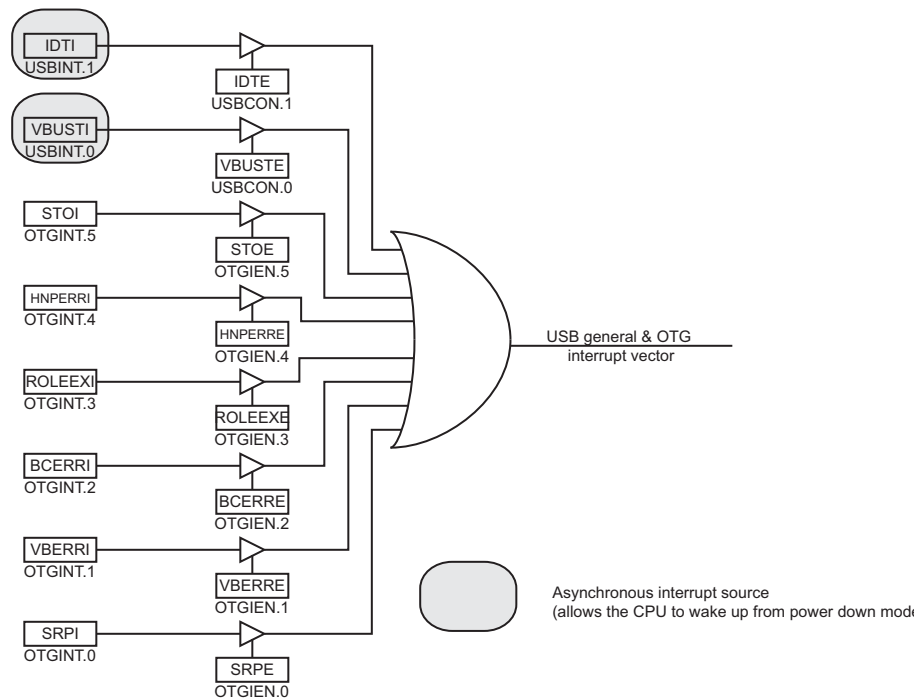 IDTI
USBINT.1
IDTE
USBCON.1
VBUSTI
USBINT.0
VBUSTE
USBCON.0
STOI
OTGINT.5
STOE
OTGIEN.5
HNPERRI
OTGINT.4
HNPERRE
OTGIEN.4
USB general & OTG
interrupt vector
ROLEEXI
OTGINT.3
ROLEEXE
OTGIEN.3
BCERRI
OTGINT.2
BCERRE
OTGIEN.2
VBERRI
OTGINT.1
VBERRE
OTGIEN.1
Asynchronous interrupt source
(allows the CPU to wake up from power down mode
SRPI
OTGINT.0
SRPE
OTGIEN.0